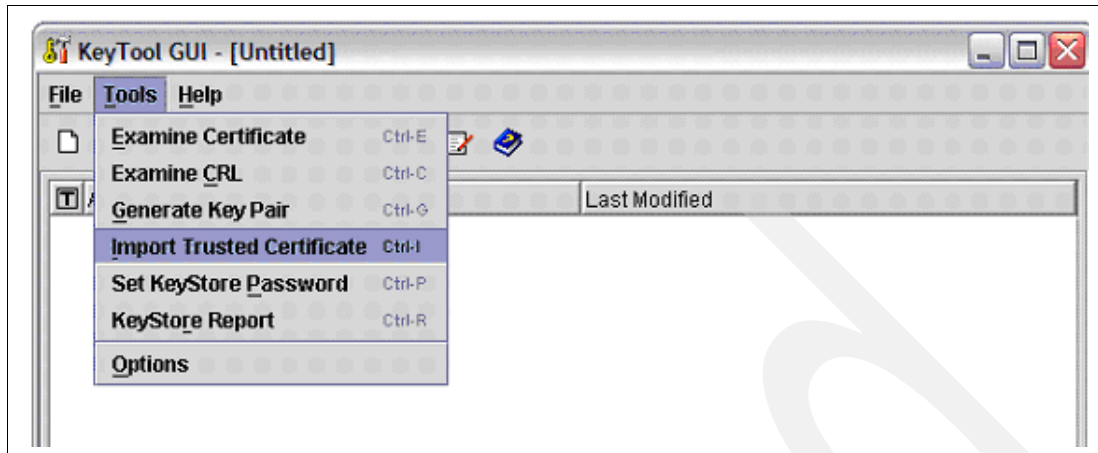 KeyTool GUI - [Untitled]
File Tools Help
Examine Certificate Ctrl-E
Examine CRL Ctrl-C
T A Last Modified
Generate Key Pair Ctrl-G
Import Trusted Certificate Ctrl-I
Set KeyStore Password Ctrl-P
KeyStore Report Ctrl-R
Options